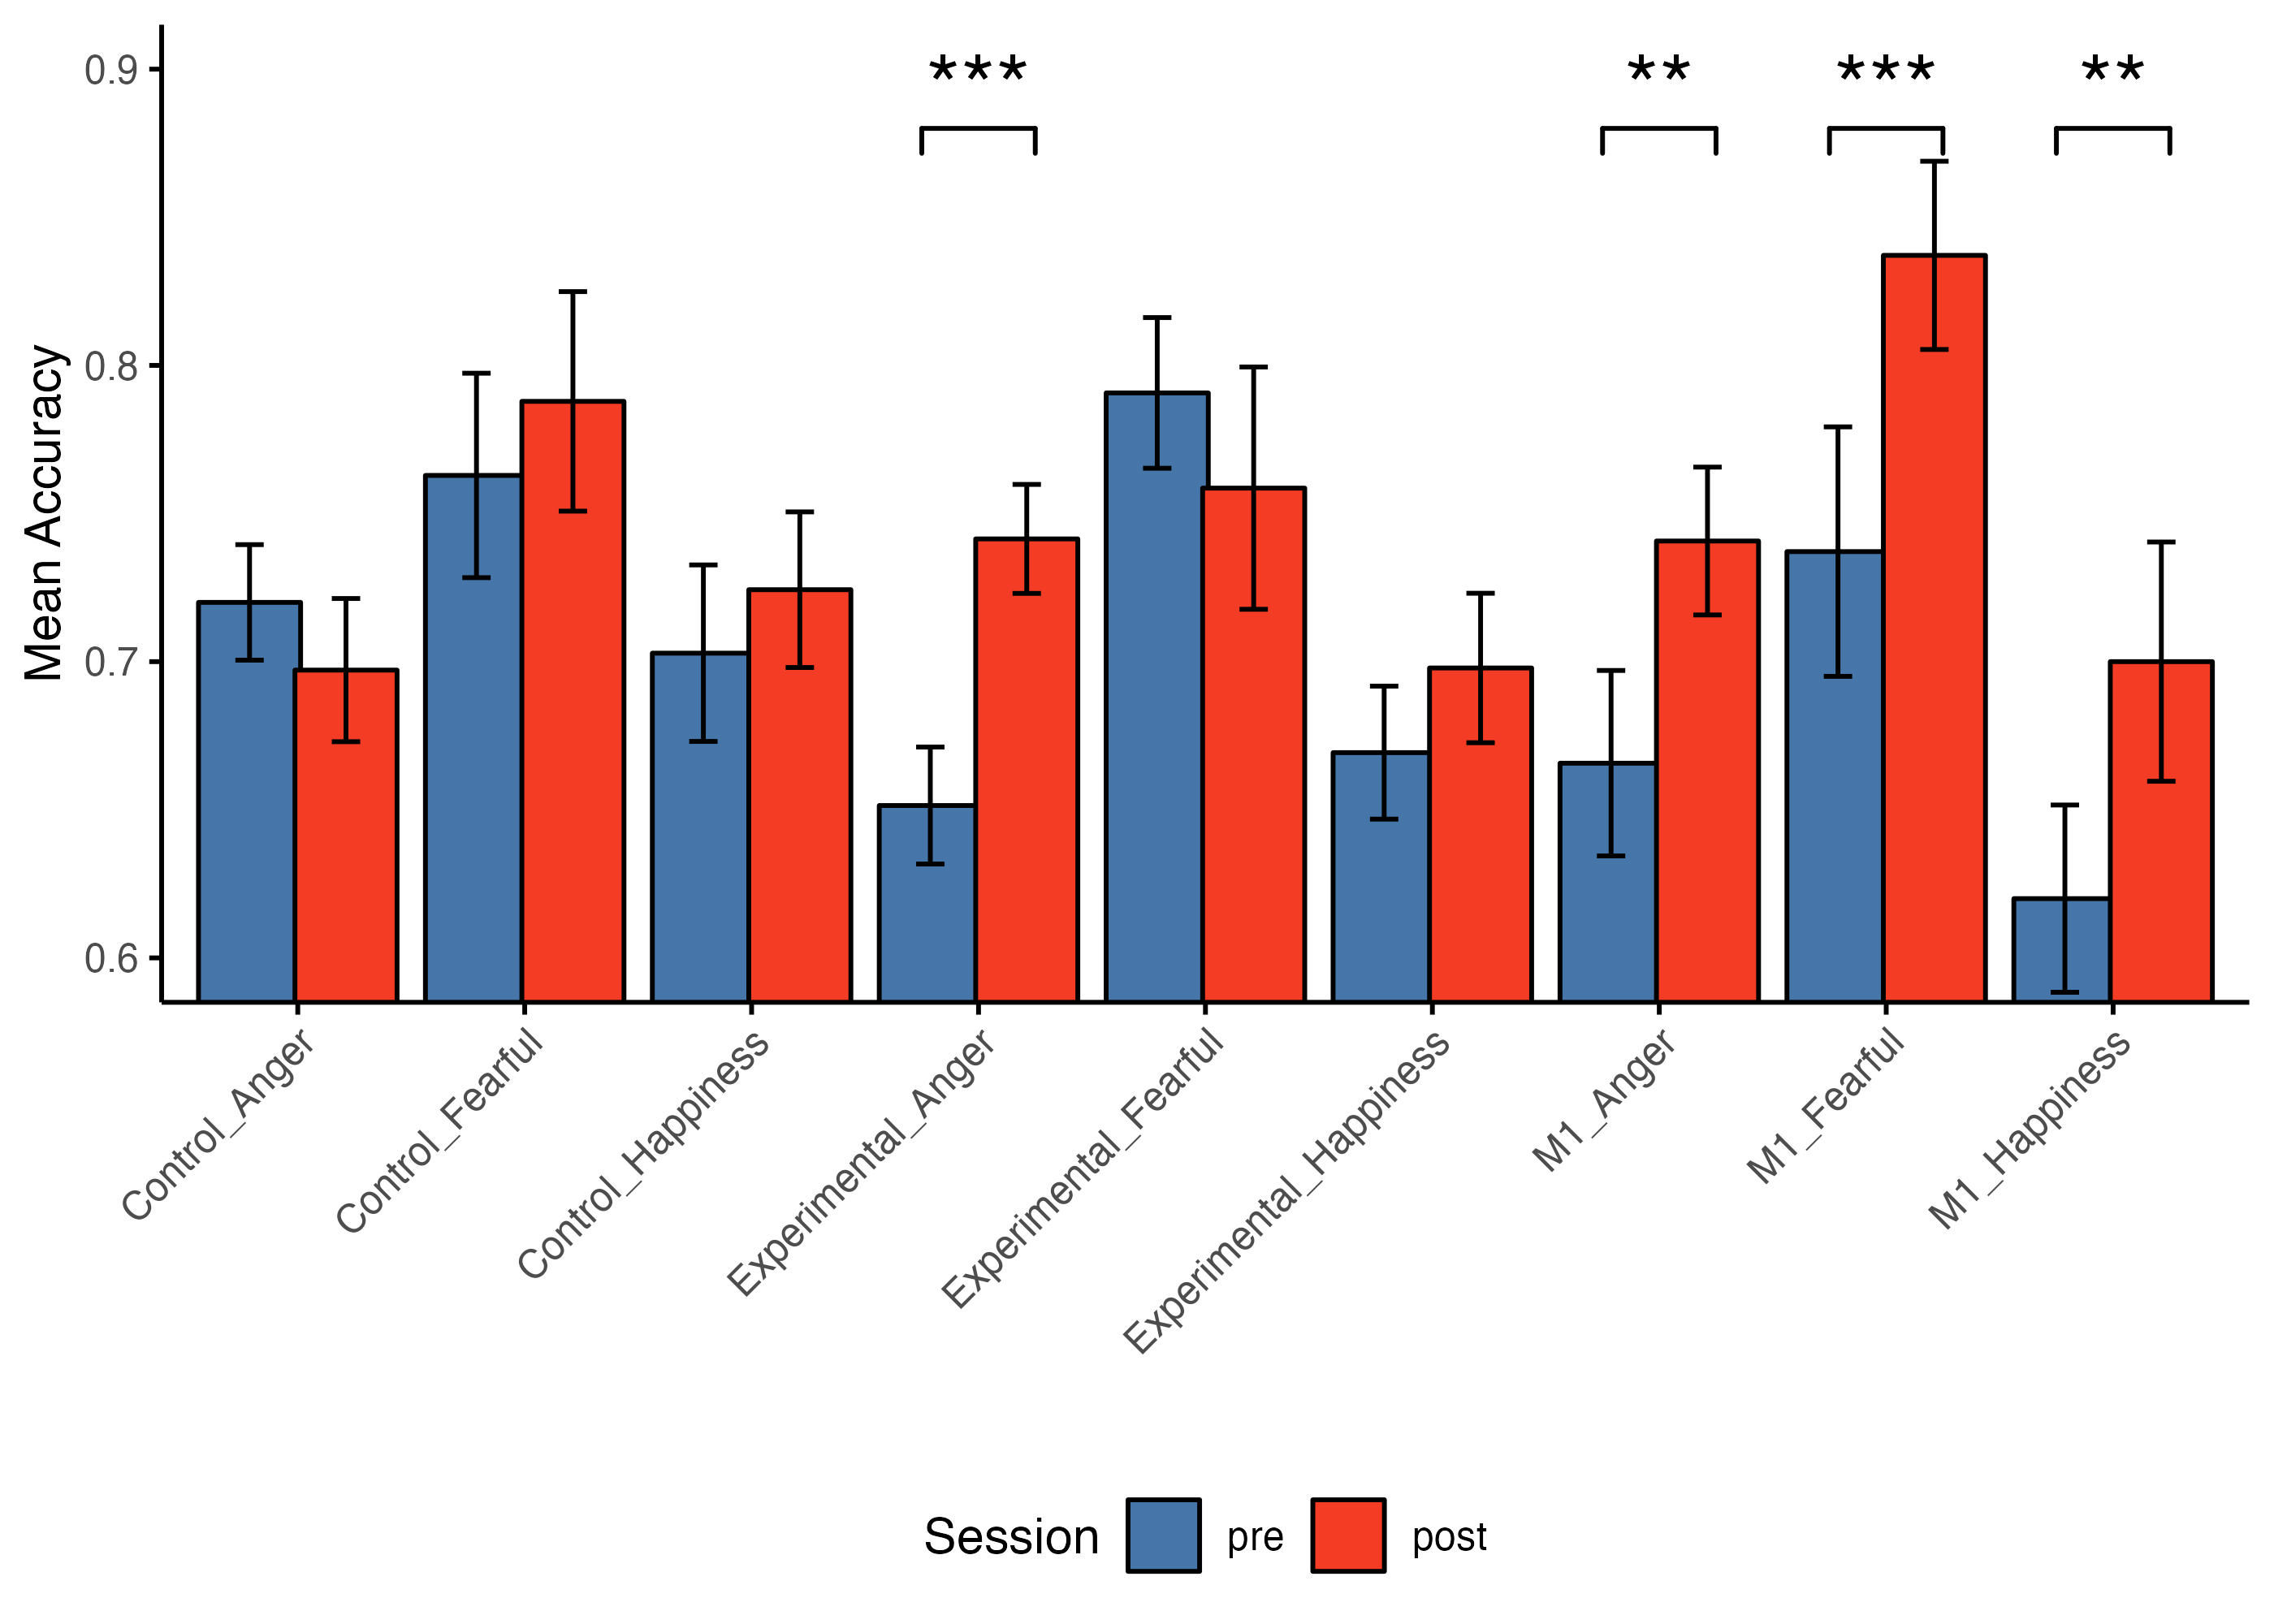 ***
**
***
**
0.9
0.8
0.7
0.6
Mean Accuracy
Control_Anger
Control_Fearful
Control_Happiness
Experimental_Anger
Experimental_Fearful
Experimental_Happiness
M1_Anger
M1_Fearful
M1_Happiness
Session pre post